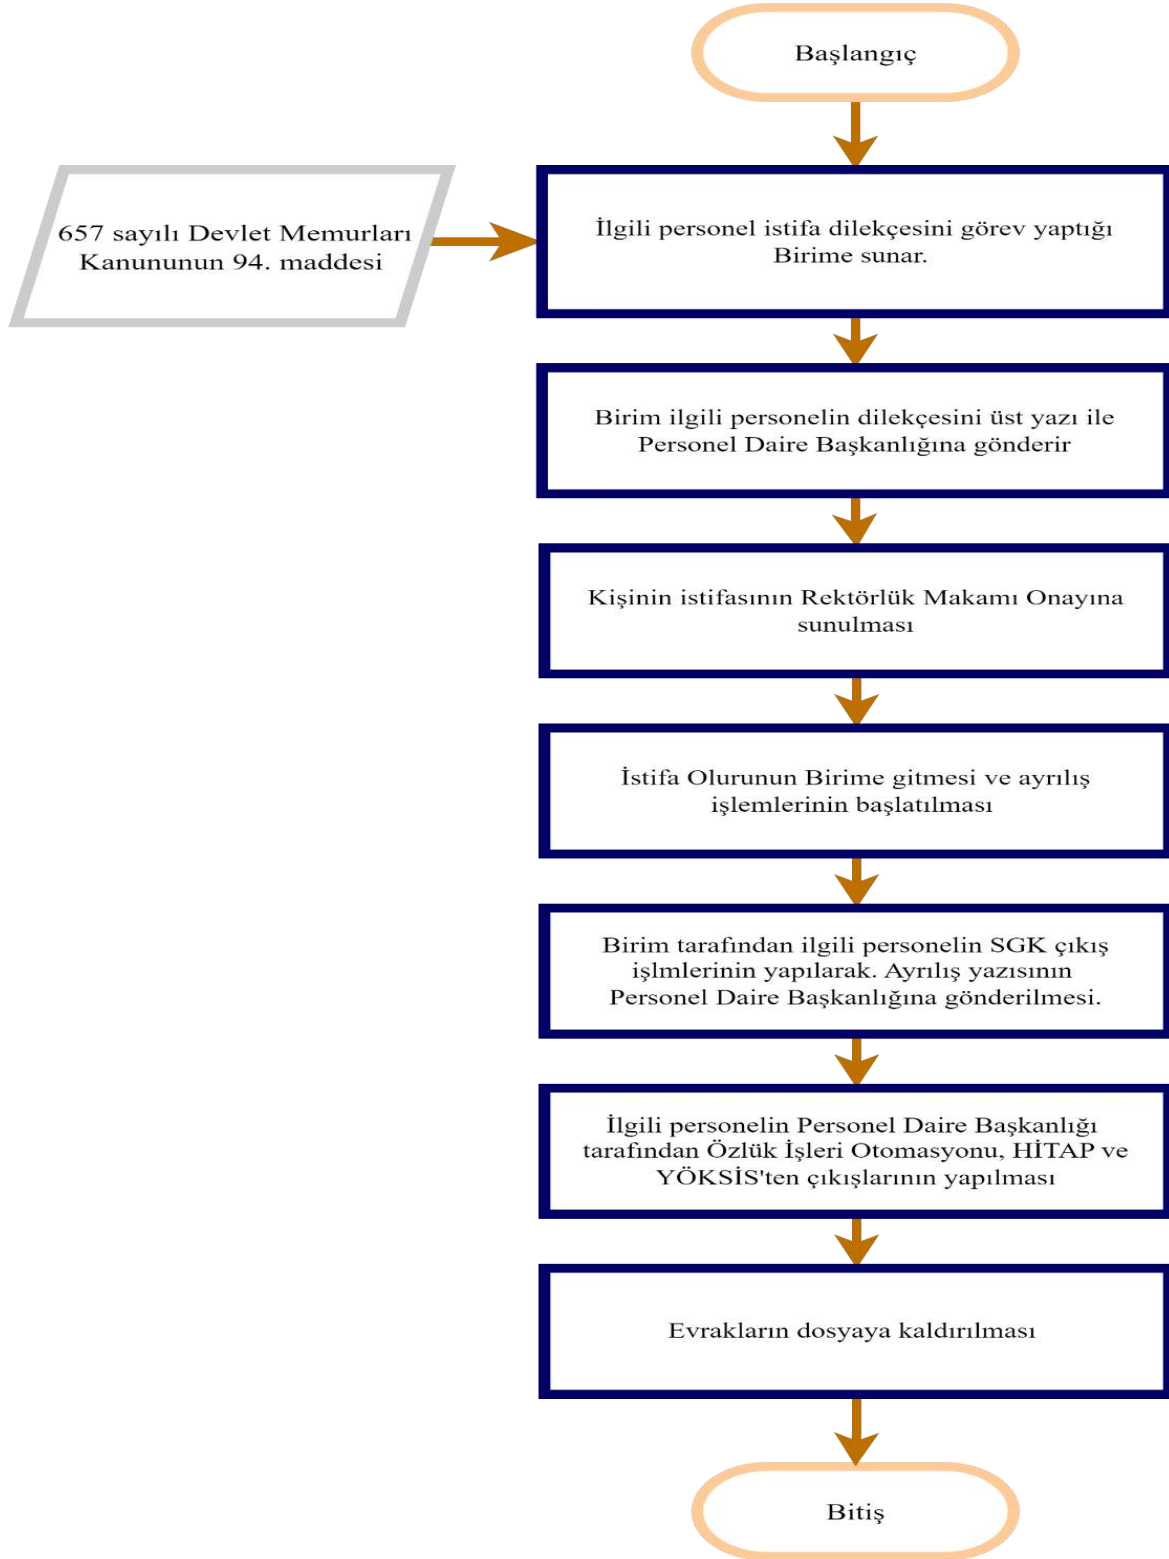 Başlangıç
657 sayılı Devlet Memurları
Kanununun 94. maddesi
İlgili personel istifa dilekçesini görev yaptığı
Birime sunar.
Birim ilgili personelin dilekçesini üst yazı ile
Personel Daire Başkanlığına gönderir
Kişinin istifasının Rektörlük Makamı Onayına
sunulması
İstifa Olurunun Birime gitmesi ve ayrılış
işlemlerinin başlatılması
Birim tarafından ilgili personelin SGK çıkış
işlmlerinin yapılarak. Ayrılış yazısının
Personel Daire Başkanlığına gönderilmesi.
İlgili personelin Personel Daire Başkanlığı
tarafından Özlük İşleri Otomasyonu, HİTAP ve
YÖKSİS'ten çıkışlarının yapılması
Evrakların dosyaya kaldırılması
Bitiş